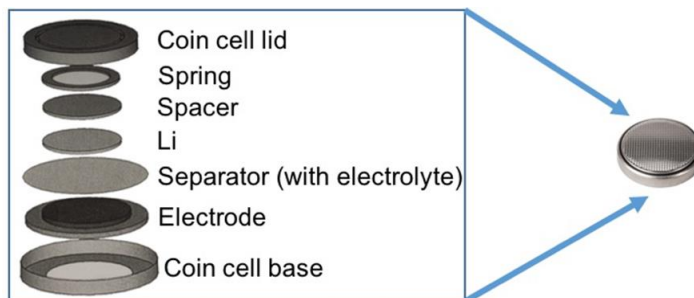 Coin cell lid
Spring
Spacer
Li
Separator (with electrolyte)
Electrode
Coin cell base